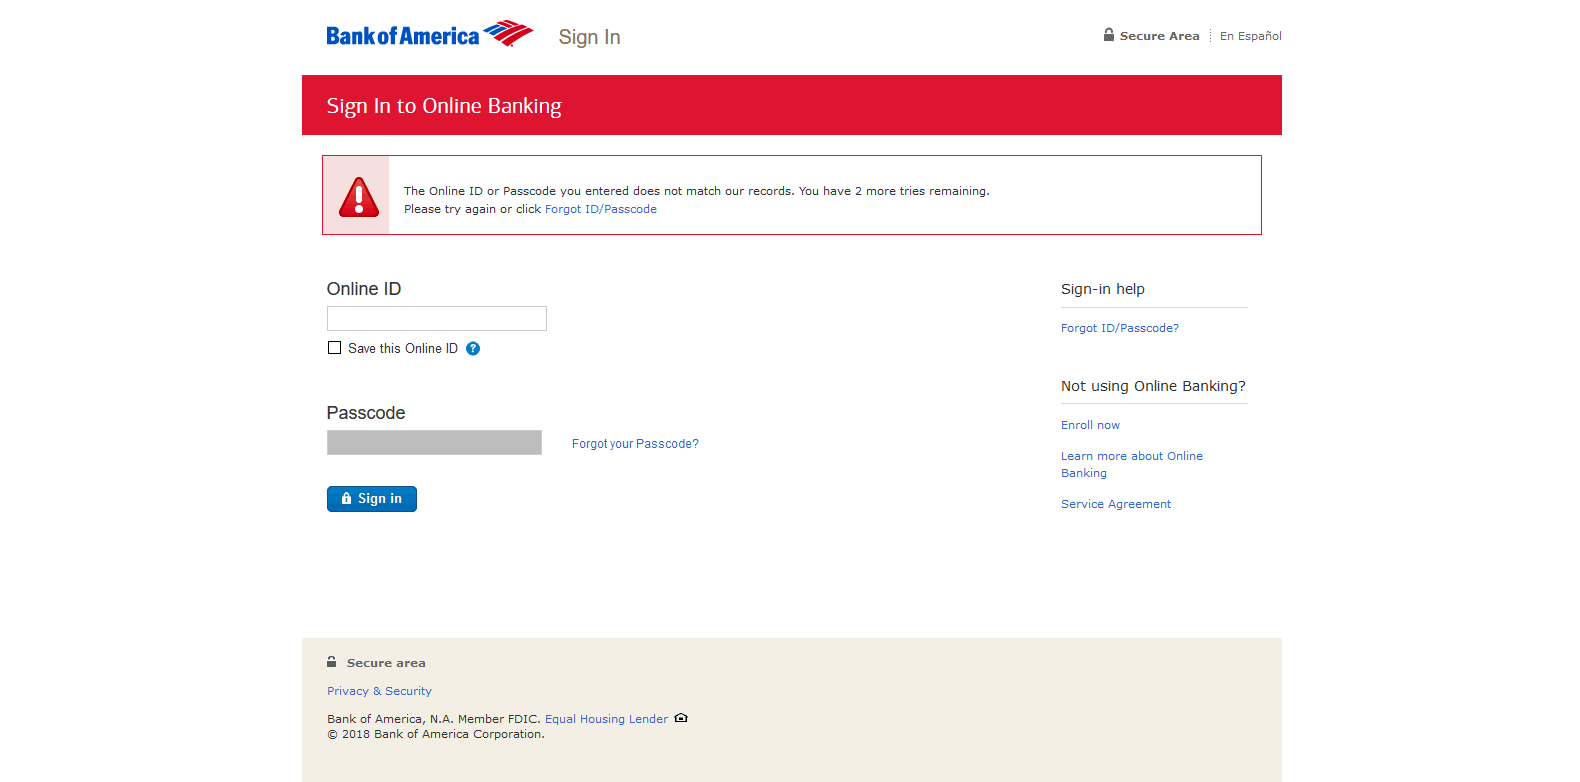 Bank of America Sign In
Secure Area En Español
Sign In to Online Banking
The Online ID or Passcode you entered does not match our records. You have 2 more tries remaining.
Please try again or click Forgot ID/Passcode
Online ID
Save this Online ID ?
Passcode
Forgot your Passcode?
Sign in
Sign-in help
Forgot ID/Passcode?
Not using Online Banking?
Enroll now
Learn more about Online
Banking
Service Agreement
Secure area
Privacy & Security
Bank of America, N.A. Member FDIC. Equal Housing Lender
© 2018 Bank of America Corporation.